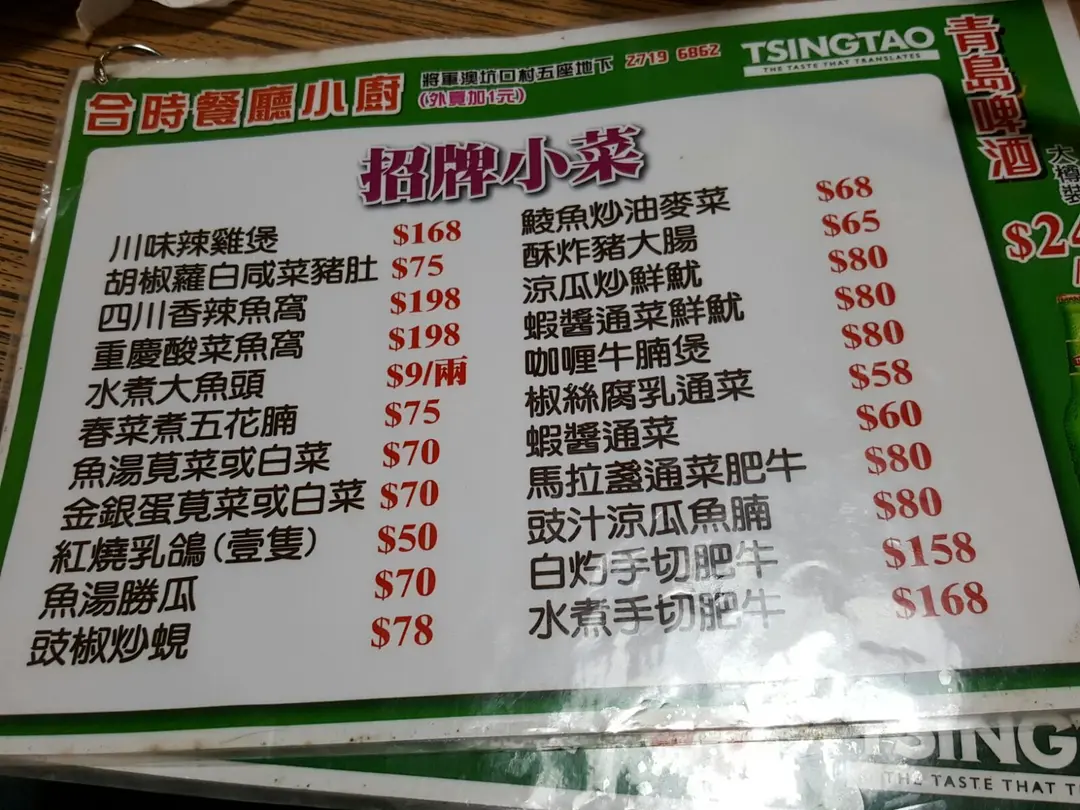 合時餐廳小廚
將軍澳坑口村五座地下 2719 6862
(外賣加1元)
TSINGTAO
THE TASTE THAT TRANSLATES
青島啤酒
大樽裝
$24
招牌小菜
川味辣雞煲 $168
胡椒蘿白咸菜豬肚 $75
四川香辣魚窩 $198
重慶酸菜魚窩 $198
水煮大魚頭 $9/兩
春菜煮五花腩 $75
魚湯莧菜或白菜 $70
金銀蛋莧菜或白菜 $70
紅燒乳鴿(壹隻) $50
魚湯勝瓜 $70
豉椒炒蜆 $78
鯪魚炒油麥菜 $68
酥炸豬大腸 $65
涼瓜炒鮮魷 $80
蝦醬通菜鮮魷 $80
咖喱牛腩煲 $80
椒絲腐乳通菜 $58
蝦醬通菜 $60
馬拉盞通菜肥牛 $80
豉汁涼瓜魚腩 $80
白灼手切肥牛 $158
水煮手切肥牛 $168
TSING
THE TASTE THAT T